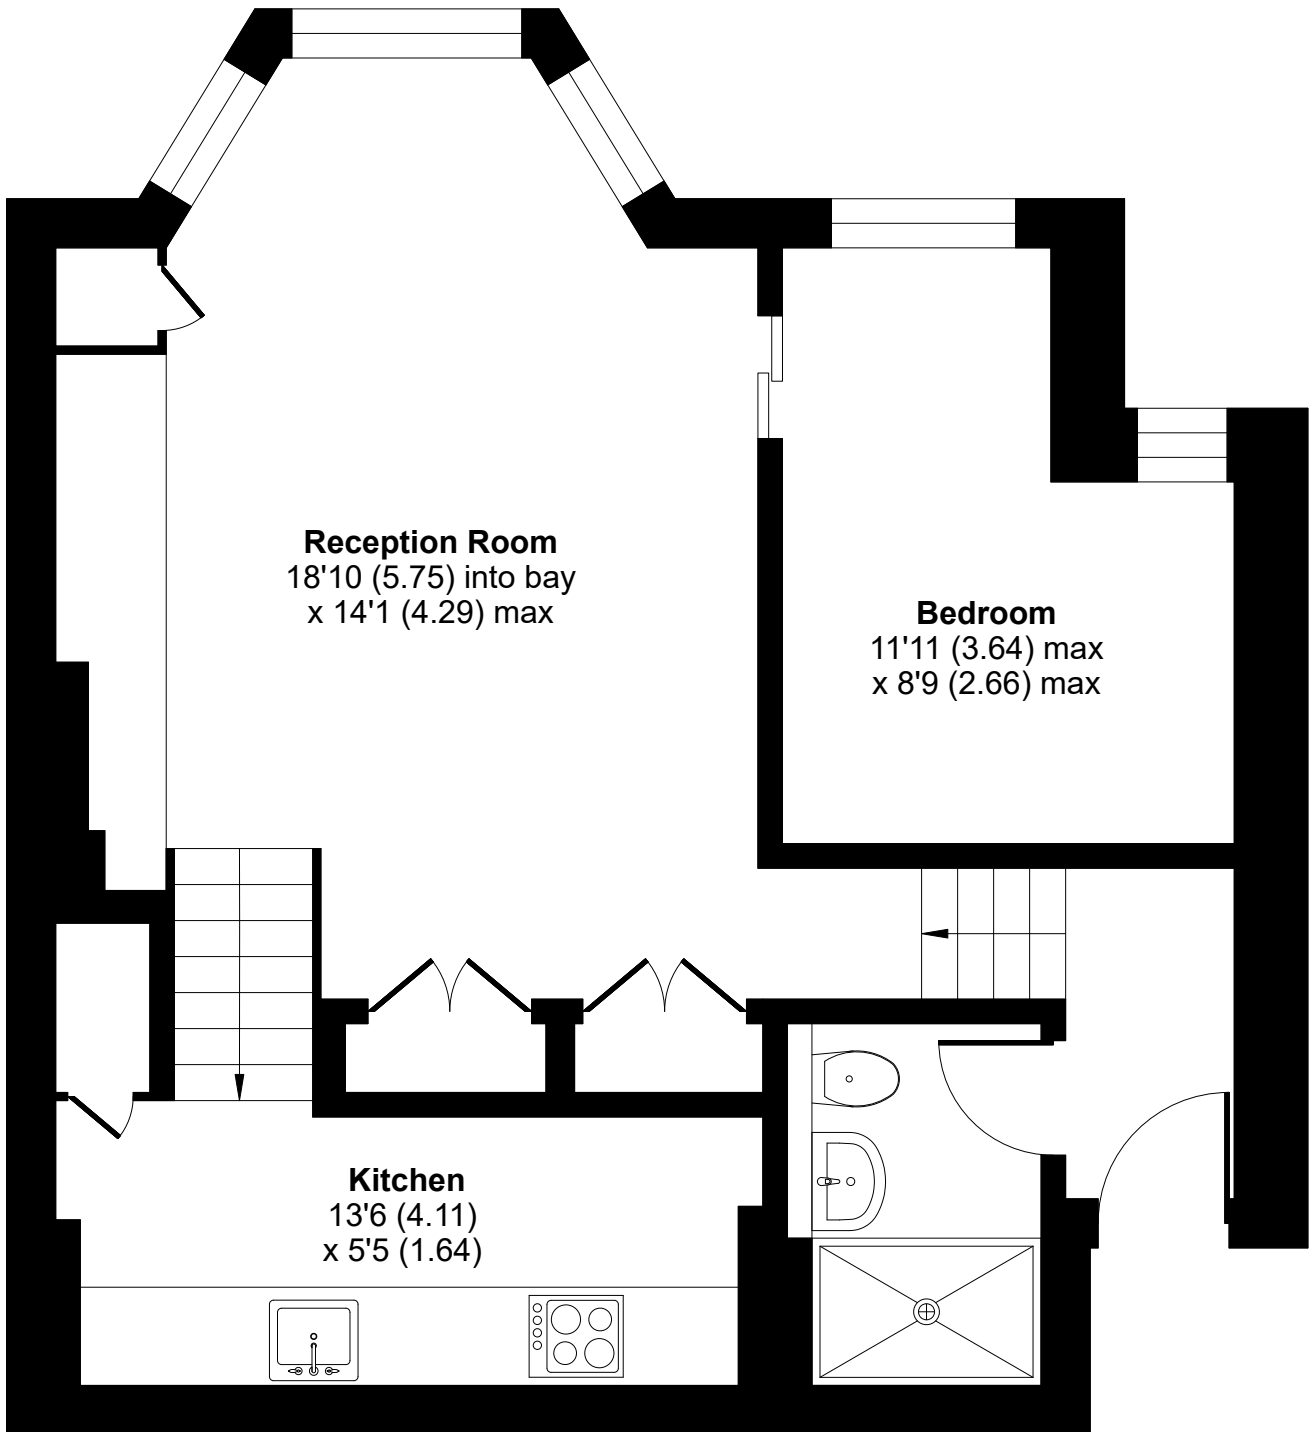 Reception Room
18'10 (5.75) into bay
x 14'1 (4.29) max
Bedroom
11'11 (3.64) max
x 8'9 (2.66) max
Kitchen
13'6 (4.11)
x 5'5 (1.64)